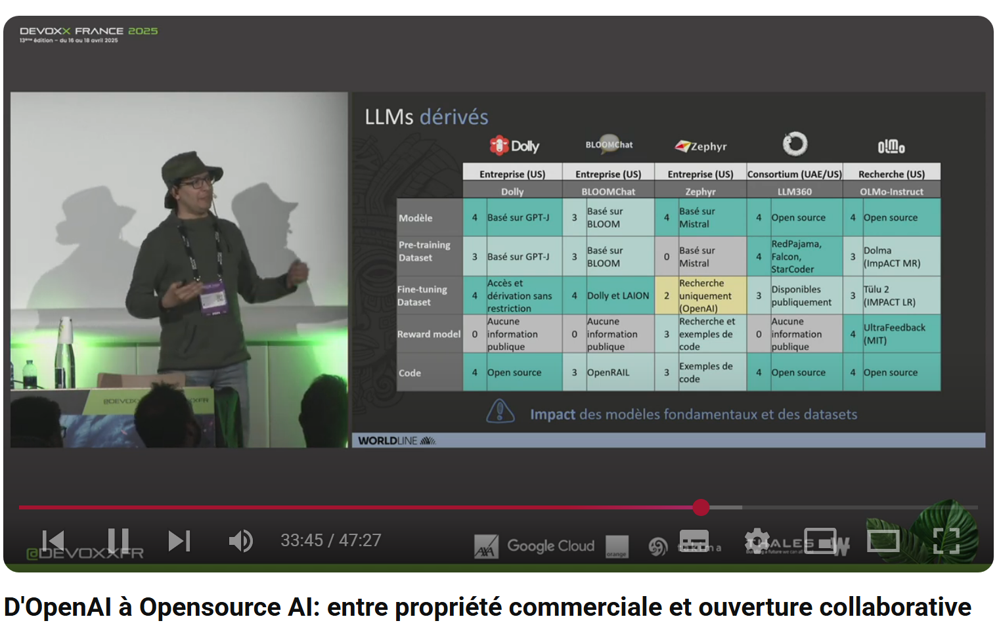 DEVOXX FRANCE 2025
13ème édition – du 16 au 18 avril 2025
LLMs dérivés
Dolly
BLOOMChat
Zephyr
OLMo
Entreprise (US)
Entreprise (US)
Entreprise (US)
Consortium (UAE/US)
Recherche (US)
Dolly
BLOOMChat
Zephyr
LLM360
OLMo-Instruct
Modèle
4
Basé sur GPT-J
3
Basé sur
BLOOM
4
Basé sur
Mistral
4
Open source
4
Open source
Pre-training
Dataset
3
Basé sur GPT-J
3
Basé sur
BLOOM
0
Basé sur
Mistral
4
RedPajama,
Falcon,
StarCoder
3
Dolma
(ImpACT MR)
Fine-tuning
Dataset
4
Accès et
dérivation sans
restriction
4
Dolly et LAION
2
Recherche
uniquement
(OpenAI)
3
Disponibles
publiquement
3
Tülu 2
(IMPACT LR)
Reward model
0
Aucune
information
publique
0
Aucune
information
publique
3
Recherche et
exemples de
code
0
Aucune
information
publique
4
UltraFeedback
(MIT)
Code
4
Open source
3
OpenRAIL
3
Exemples de
code
4
Open source
4
Open source
Impact des modèles fondamentaux et des datasets
WORLDLINE
33:45 / 47:27
@DEVOXXFR
AXA
Google Cloud
orange
THALES
Building a future we can all
W
D'OpenAI à Opensource AI: entre propriété commerciale et ouverture collaborative